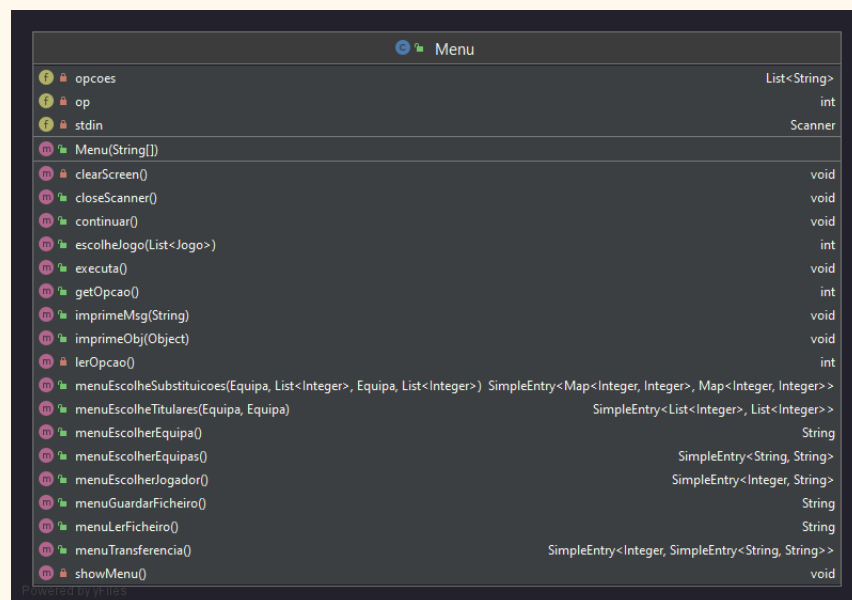 Menu
opcoes List<String>
op int
stdin Scanner
Menu(String[])
clearScreen() void
closeScanner() void
continuar() void
escolheJogo(List<Jogo>) int
executa() void
getOpcao() int
imprimeMsg(String) void
imprimeObj(Object) void
lerOpcao() int
menuEscolheSubstituicoes(Equipa, List<Integer>, Equipa, List<Integer>) SimpleEntry<Map<Integer, Integer>, Map<Integer, Integer>>
menuEscolheTitulares(Equipa, Equipa) SimpleEntry<List<Integer>, List<Integer>>
menuEscolherEquipa() String
menuEscolherEquipas() SimpleEntry<String, String>
menuEscolherJogador() SimpleEntry<Integer, String>
menuGuardarFicheiro() String
menuLerFicheiro() String
menuTransferencia() SimpleEntry<Integer, SimpleEntry<String, String>>
showMenu() void
Powered by yFiles